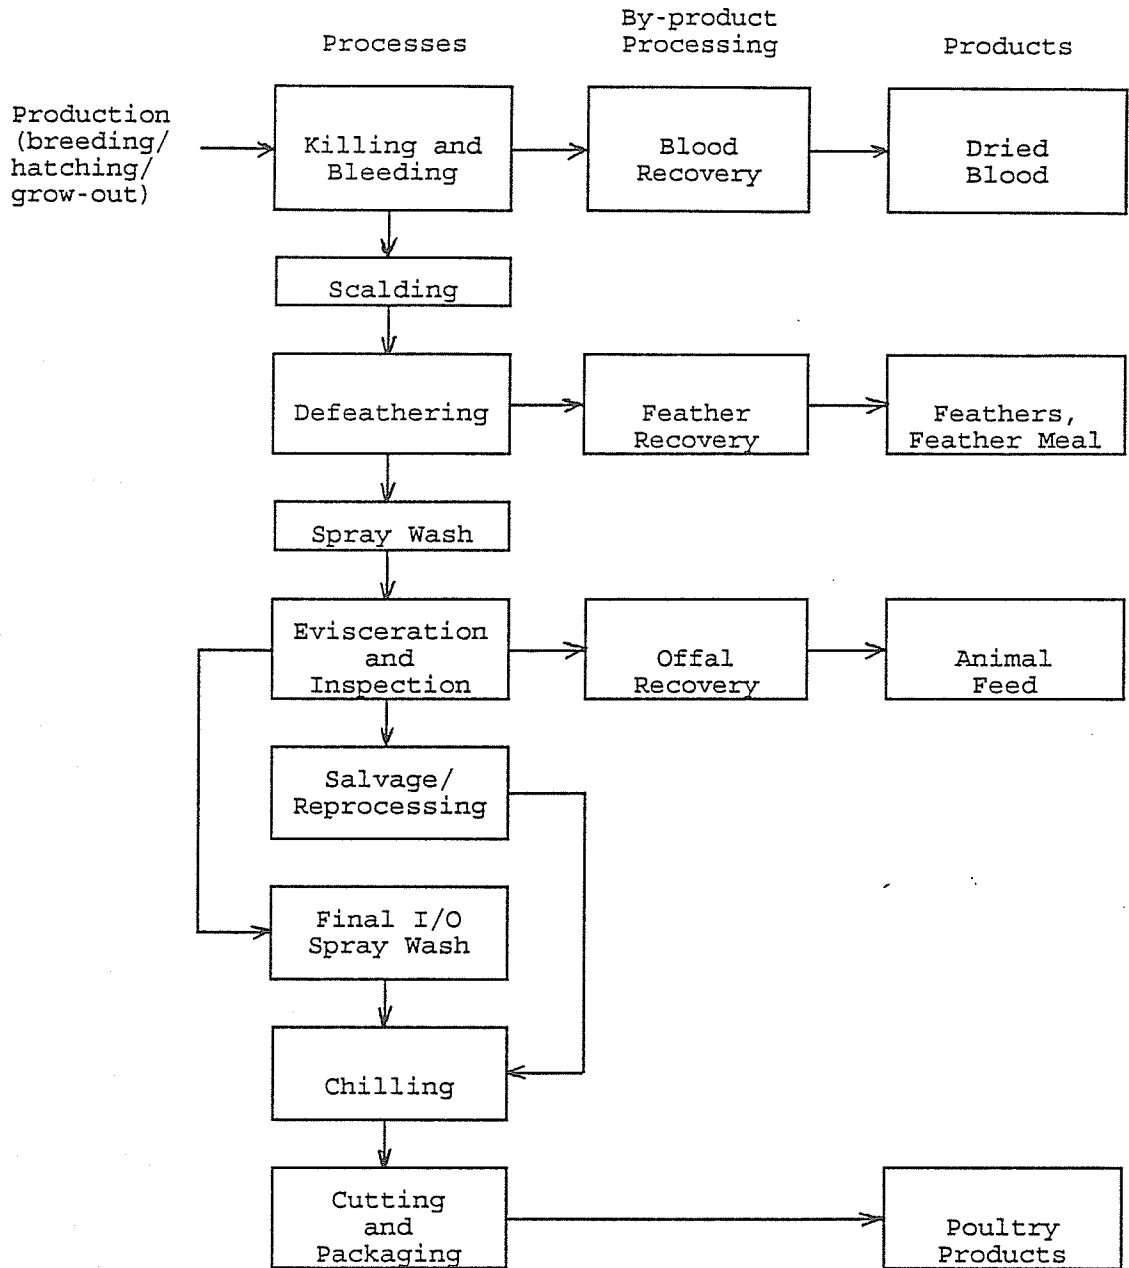 By-product
Processes
Processing
Products
Production
(breeding/
hatching/
grow-out)
Killing and
Bleeding
Blood
Recovery
Dried
Blood
Scalding
Defeathering
Feather
Recovery
Feathers,
Feather Meal
Spray Wash
Evisceration
and
Inspection
Offal
Recovery
Animal
Feed
Salvage/
Reprocessing
Final I/O
Spray Wash
Chilling
Cutting
and
Packaging
Poultry
Products